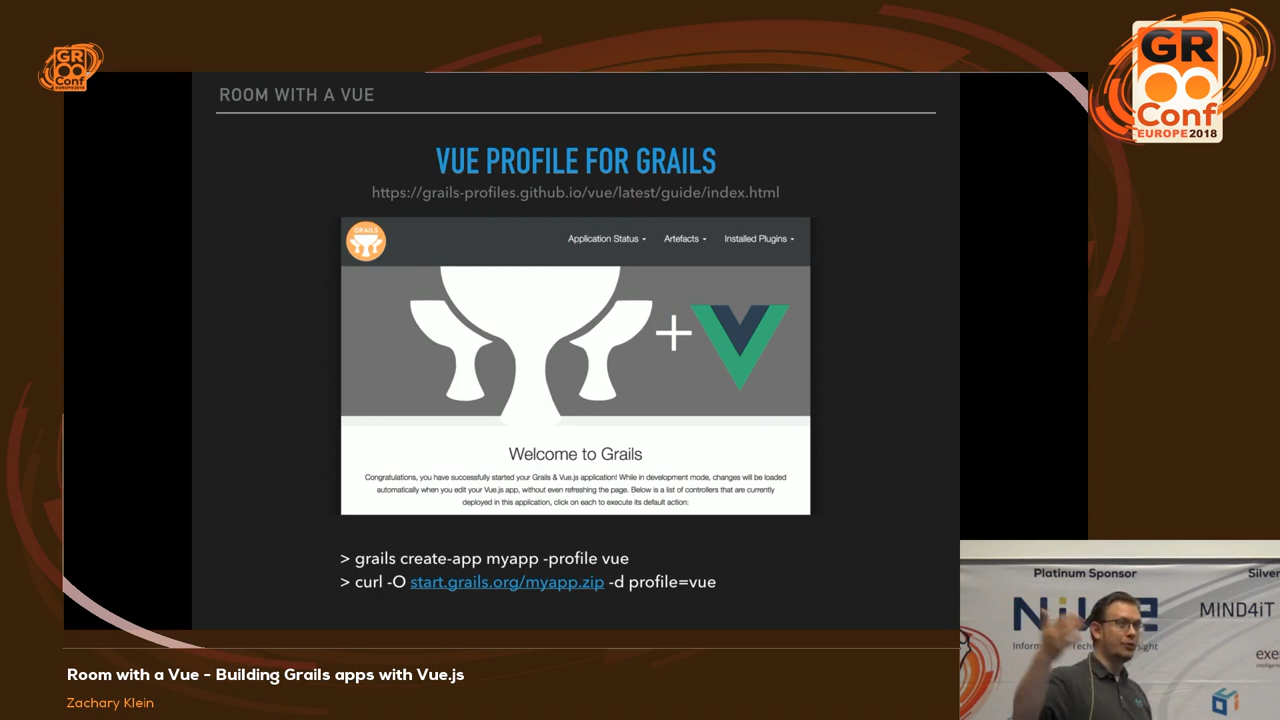 GR
Conf
EUROPE2018
GR
Conf
EUROPE2018
ROOM WITH A VUE
VUE PROFILE FOR GRAILS
https://grails-profiles.github.io/vue/latest/guide/index.html
GRAILS
Application Status
Artefacts
Installed Plugins
+
Welcome to Grails
Congratulations, you have successfully started your Grails & Vue.js application! While in development mode, changes will be loaded
automatically when you edit your Vue.js app, without even refreshing the page. Below is a list of controllers that are currently
deployed in this application, click on each to execute its default action:
> grails create-app myapp -profile vue
> curl -O start.grails.org/myapp.zip -d profile=vue
Platinum Sponsor
Silver
MIND4iT
Room with a Vue - Building Grails apps with Vue.js
Zachary Klein